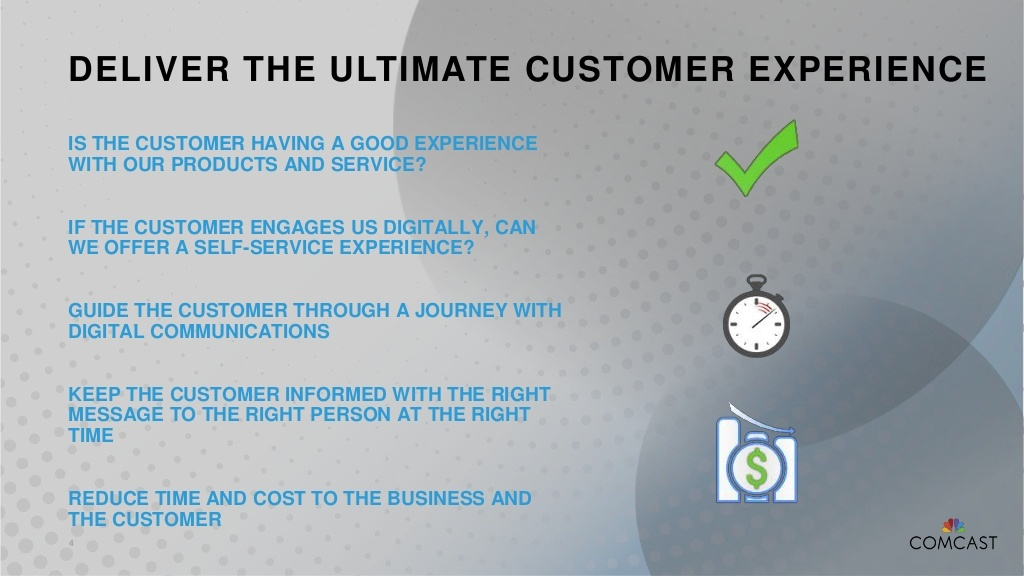 DELIVER THE ULTIMATE CUSTOMER EXPERIENCE
IS THE CUSTOMER HAVING A GOOD EXPERIENCE
WITH OUR PRODUCTS AND SERVICE?
IF THE CUSTOMER ENGAGES US DIGITALLY, CAN
WE OFFER A SELF-SERVICE EXPERIENCE?
GUIDE THE CUSTOMER THROUGH A JOURNEY WITH
DIGITAL COMMUNICATIONS
KEEP THE CUSTOMER INFORMED WITH THE RIGHT
MESSAGE TO THE RIGHT PERSON AT THE RIGHT
TIME
REDUCE TIME AND COST TO THE BUSINESS AND
THE CUSTOMER
4
$
COMCAST